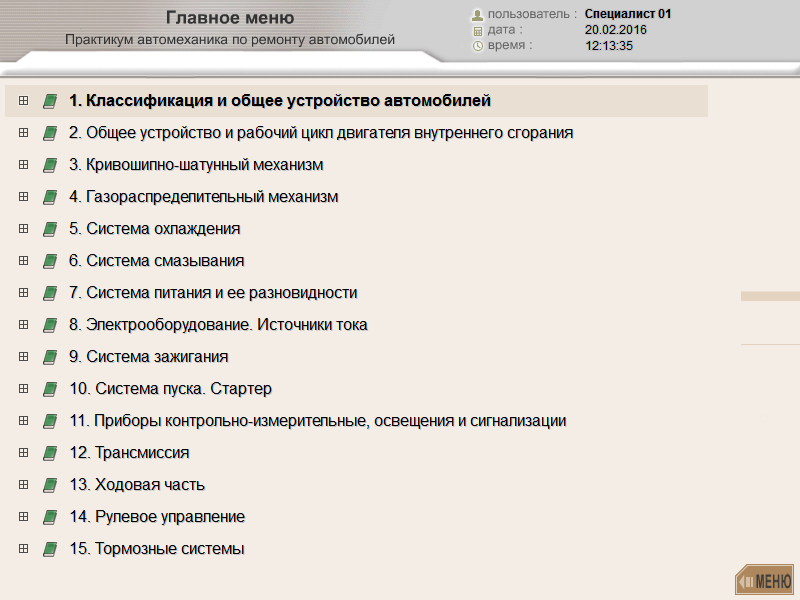 Главное меню
Практикум автомеханика по ремонту автомобилей
пользователь : Специалист 01
дата : 20.02.2016
время : 12:13:35
1. Классификация и общее устройство автомобилей
2. Общее устройство и рабочий цикл двигателя внутреннего сгорания
3. Кривошипно-шатунный механизм
4. Газораспределительный механизм
5. Система охлаждения
6. Система смазывания
7. Система питания и ее разновидности
8. Электрооборудование. Источники тока
9. Система зажигания
10. Система пуска. Стартер
11. Приборы контрольно-измерительные, освещения и сигнализации
12. Трансмиссия
13. Ходовая часть
14. Рулевое управление
15. Тормозные системы
МЕНЮ